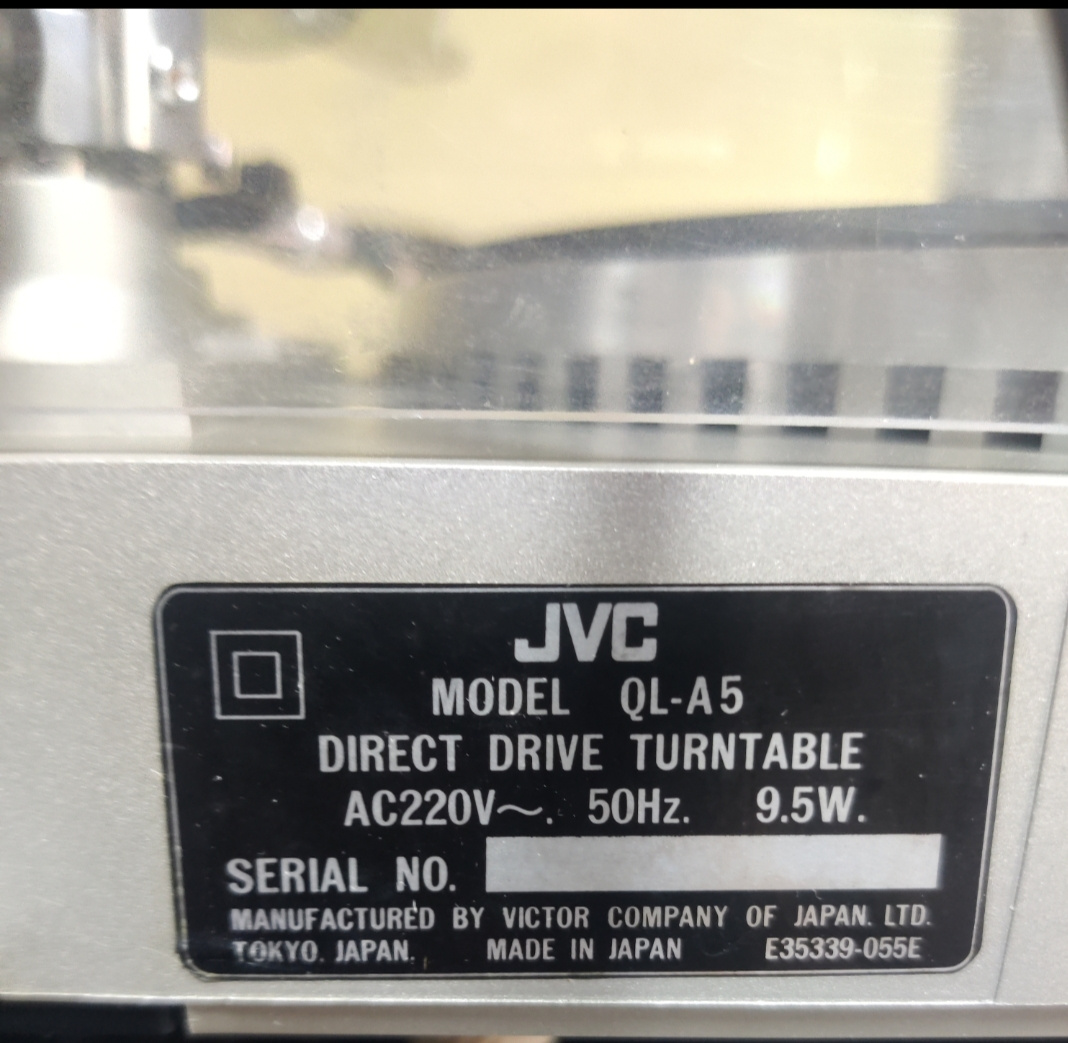 JVC
MODEL QL-A5
DIRECT DRIVE TURNTABLE
AC220V～. 50Hz. 9.5W.
SERIAL NO.
MANUFACTURED BY VICTOR COMPANY OF JAPAN. LTD.
TOKYO. JAPAN. MADE IN JAPAN E35339-055E